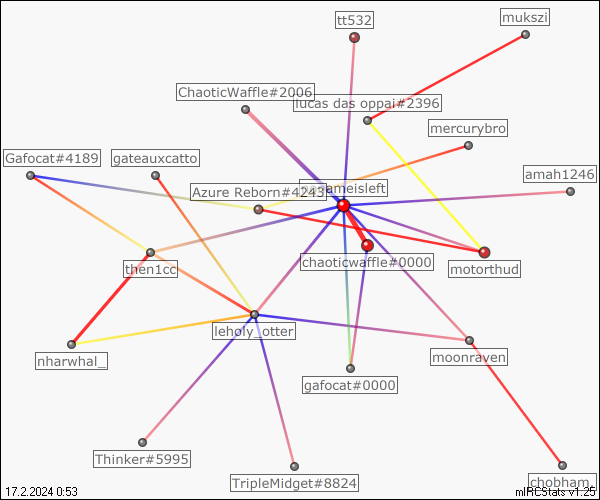 tt532
mukszi
ChaoticWaffle#2006
lucas das oppai#2396
mercurybro
Gafocat#4189
gateauxcatto
Azure Reborn#4243
ameisleft
amah1246
then1cc
chaoticwaffle#0000
motorthud
leholy_otter
nharwhal_
gafocat#0000
moonraven
Thinker#5995
TripleMidget#8824
chobham_
17.2.2024 0:53
mIRCStats v1.25